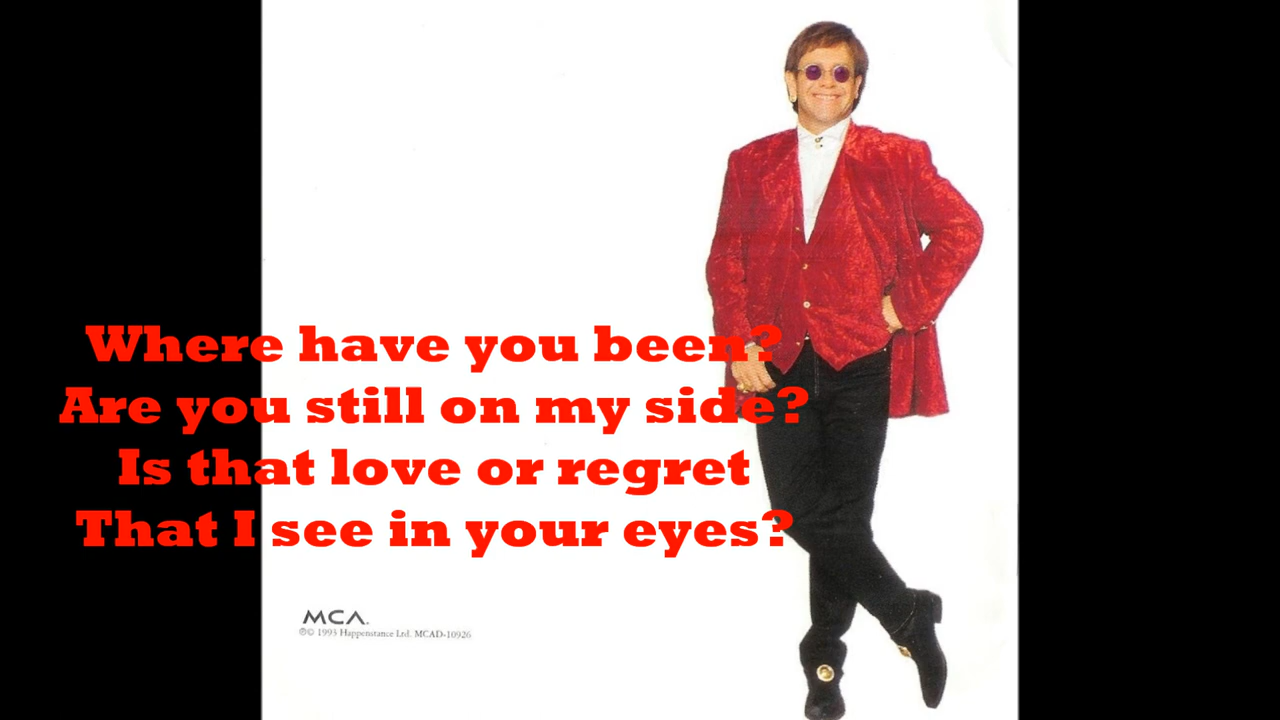 Where have you been?
Are you still on my side?
Is that love or regret
That I see in your eyes?
MCA.
℗© 1993 Happenstance Ltd. MCAD-10926